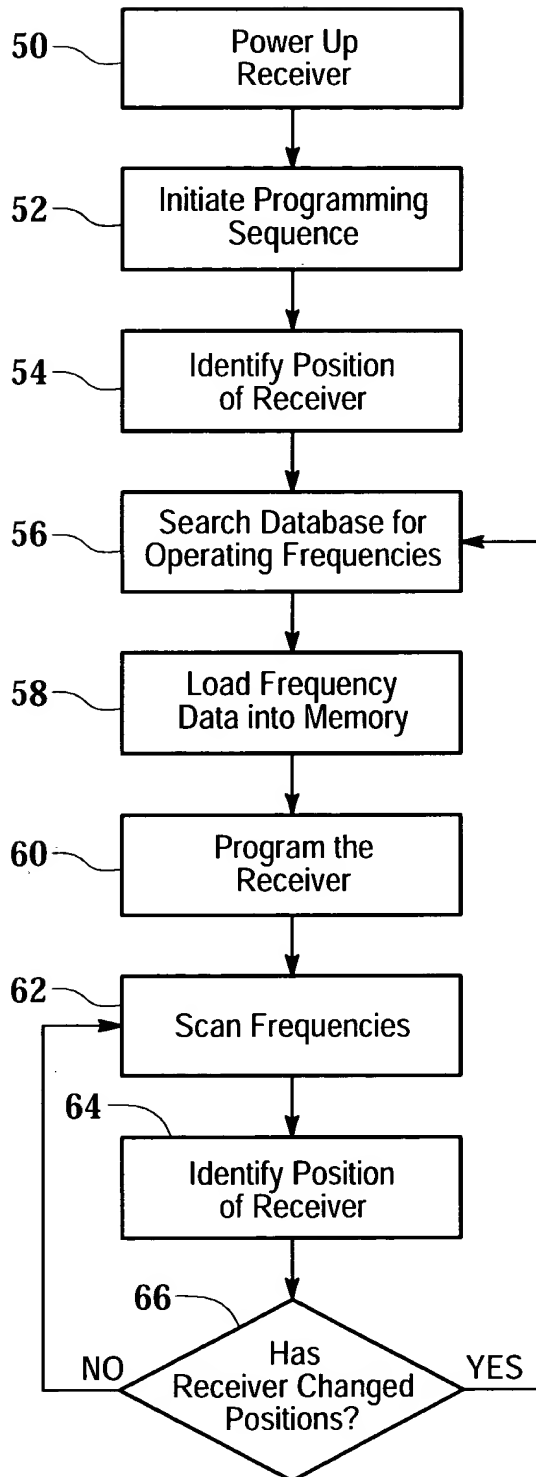 50
Power Up
Receiver
52
Initiate Programming
Sequence
54
Identify Position
of Receiver
56
Search Database for
Operating Frequencies
58
Load Frequency
Data into Memory
60
Program the
Receiver
62
Scan Frequencies
64
Identify Position
of Receiver
66
NO
Has
Receiver Changed
Positions?
YES